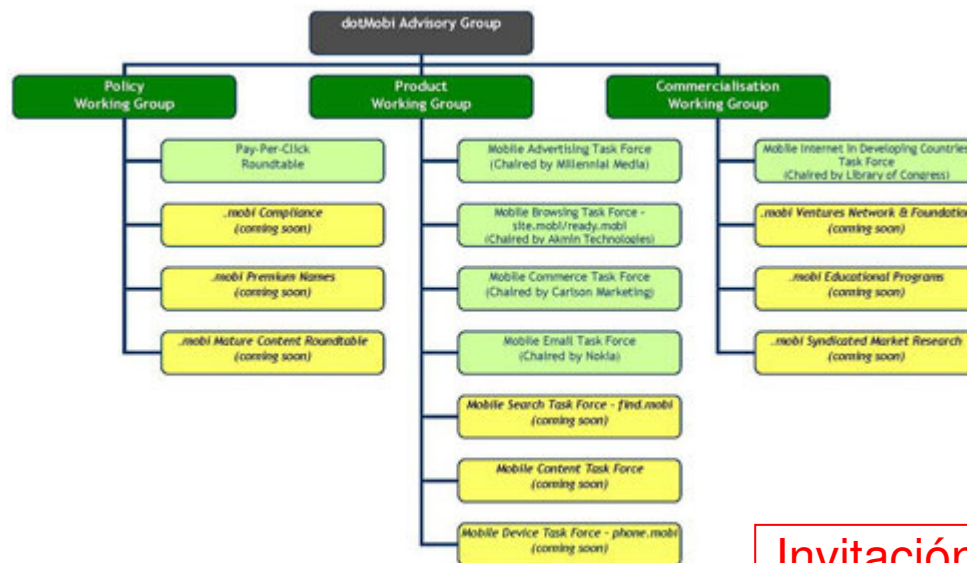 dotMobi Advisory Group
Policy
Working Group
Pay-Per-Click
Roundtable
.mobi Compliance
(coming soon)
.mobi Premium Names
(coming soon)
.mobi Mature Content Roundtable
(coming soon)
Product
Working Group
Mobile Advertising Task Force
(Chaired by Millennial Media)
Mobile Browsing Task Force -
site.mobi/ready.mobi
(Chaired by Akmin Technologies)
Mobile Commerce Task Force
(Chaired by Carlson Marketing)
Mobile Email Task Force
(Chaired by Nokia)
Mobile Search Task Force - find.mobi
(coming soon)
Mobile Content Task Force
(coming soon)
Mobile Device Task Force - phone.mobi
(coming soon)
Commercialisation
Working Group
Mobile Internet in Developing Countries
Task Force
(Chaired by Library of Congress)
.mobi Ventures Network & Foundation
(coming soon)
.mobi Educational Programs
(coming soon)
.mobi Syndicated Market Research
(coming soon)
Invitación